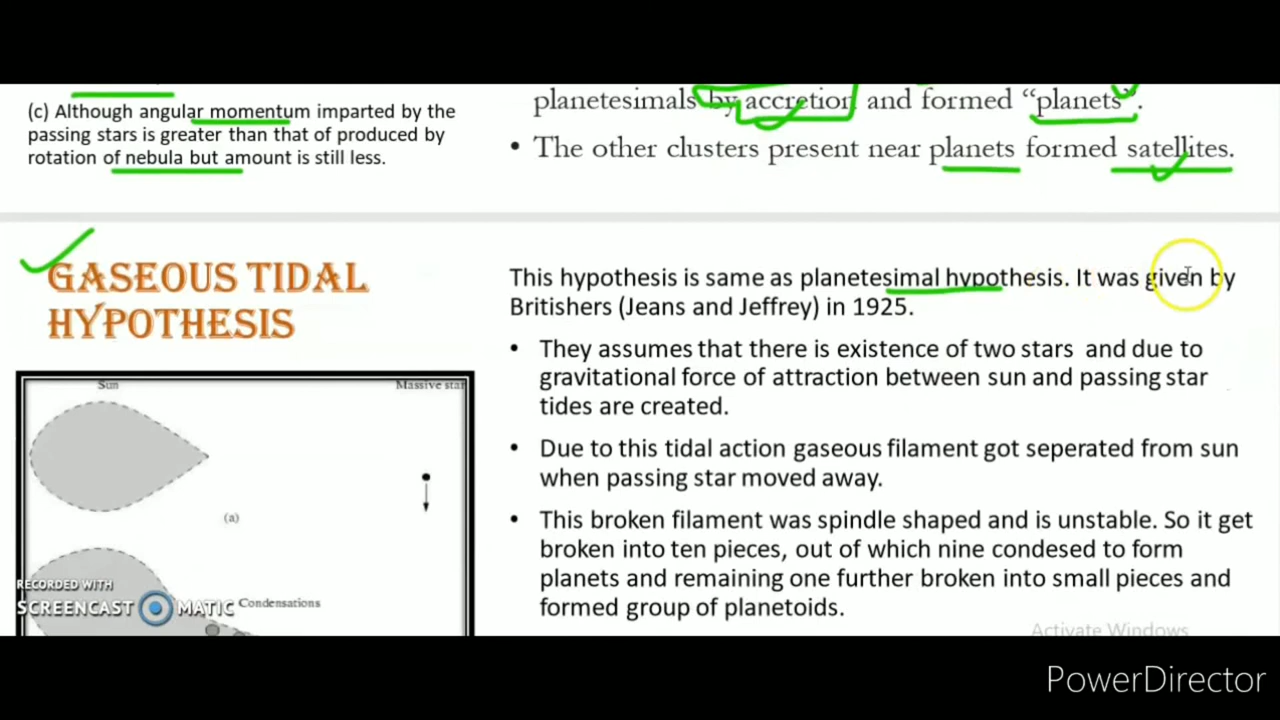 (c) Although angular momentum imparted by the
passing stars is greater than that of produced by
rotation of nebula but amount is still less.
planetesimals by accretion and formed “planets”.
• The other clusters present near planets formed satellites.
GASEOUS TIDAL
HYPOTHESIS
This hypothesis is same as planetesimal hypothesis. It was given by
Britishers (Jeans and Jeffrey) in 1925.
• They assumes that there is existence of two stars and due to
gravitational force of attraction between sun and passing star
tides are created.
• Due to this tidal action gaseous filament got seperated from sun
when passing star moved away.
• This broken filament was spindle shaped and is unstable. So it get
broken into ten pieces, out of which nine condesed to form
planets and remaining one further broken into small pieces and
formed group of planetoids.
Sun
Massive star
(a)
Condensations
RECORDED WITH
SCREENCAST MATIC
Activate Windows
PowerDirector